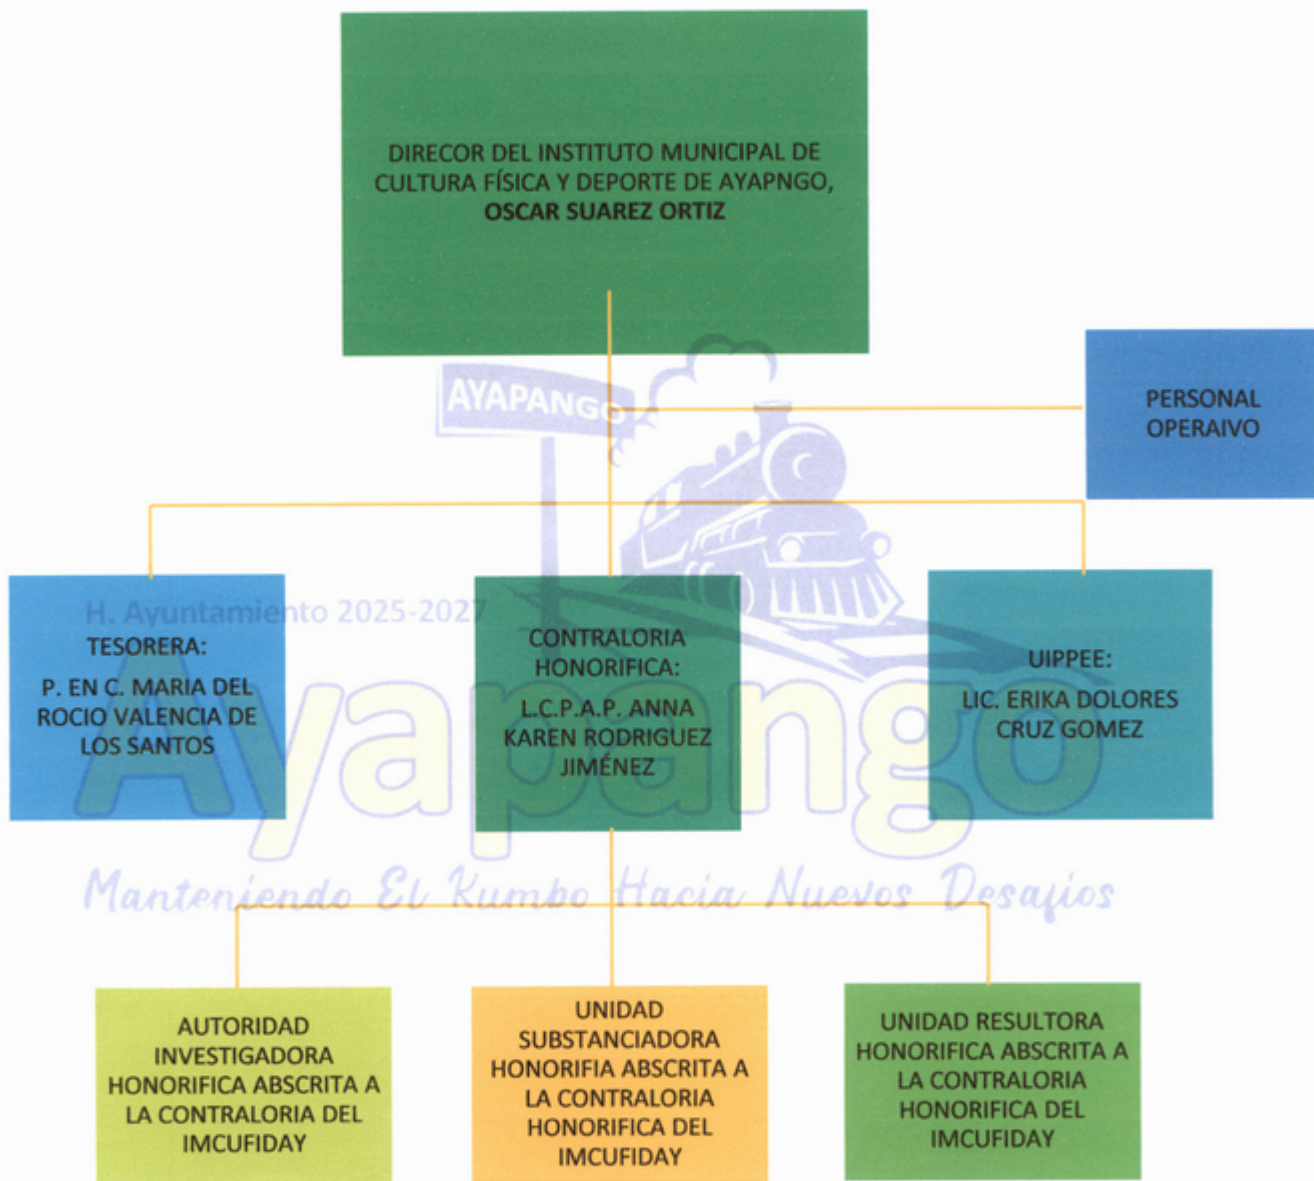 DIRECOR DEL INSTITUTO MUNICIPAL DE
CULTURA FÍSICA Y DEPORTE DE AYAPNGO,
OSCAR SUAREZ ORTIZ
AYAPANGO
PERSONAL
OPERAIVO
H. Ayuntamiento 2025-2027
TESORERA:
P. EN C. MARIA DEL
ROCIO VALENCIA DE
LOS SANTOS
CONTRALORIA
HONORIFICA:
L.C.P.A.P. ANNA
KAREN RODRIGUEZ
JIMÉNEZ
UIPPEE:
LIC. ERIKA DOLORES
CRUZ GOMEZ
Ayapango
Manteniendo El Rumbo Hacia Nuevos Desafios
AUTORIDAD
INVESTIGADORA
HONORIFICA ABSCRITA A
LA CONTRALORIA DEL
IMCUFIDAY
UNIDAD
SUBSTANCIADORA
HONORIFIA ABSCRITA A
LA CONTRALORIA
HONORIFICA DEL
IMCUFIDAY
UNIDAD RESULTORA
HONORIFICA ABSCRITA A
LA CONTRALORIA
HONORIFICA DEL
IMCUFIDAY